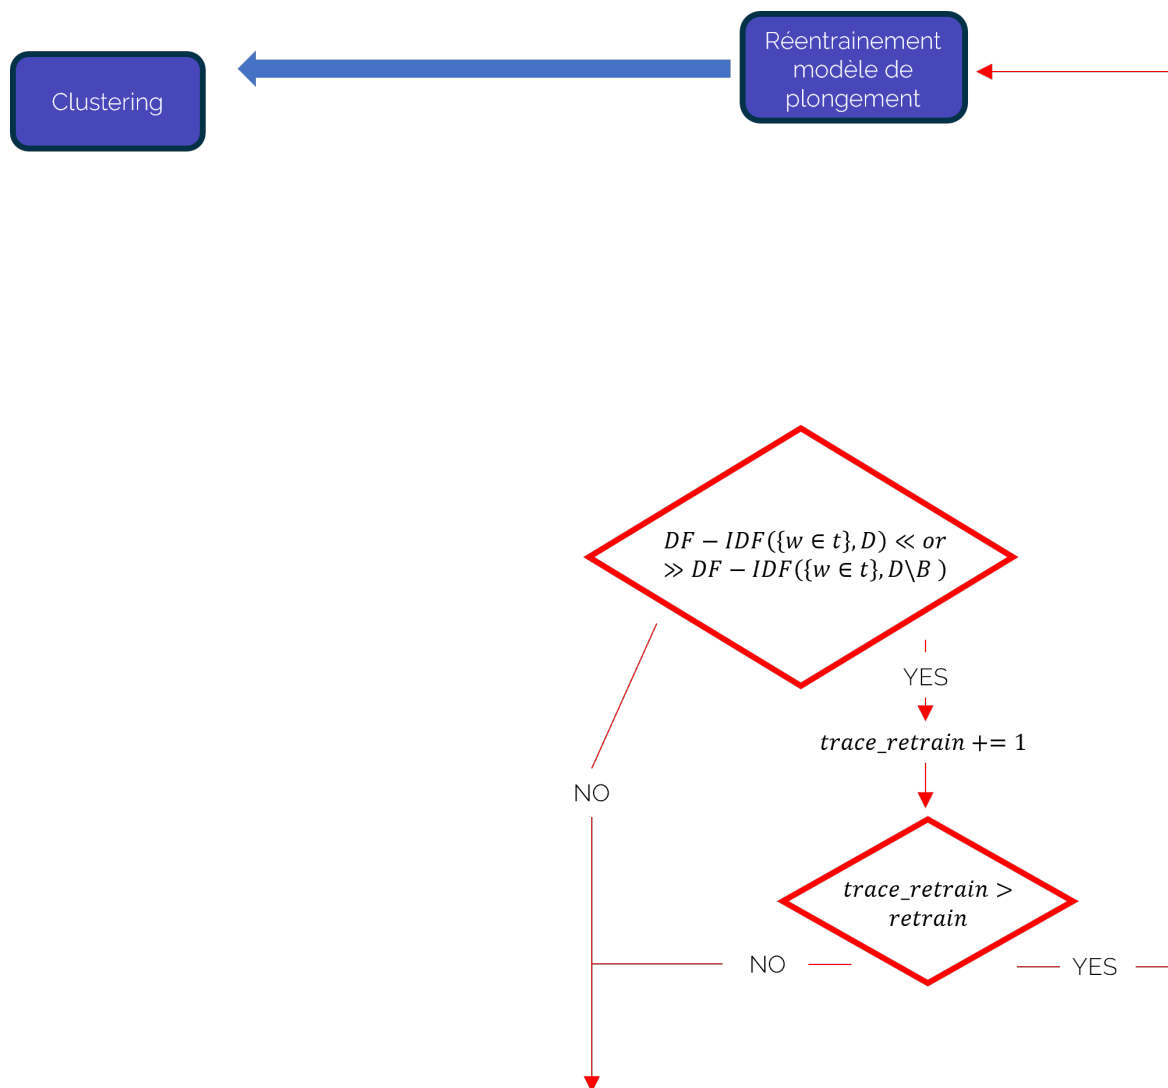 Réentrainement
modèle de
plongement
Clustering
DF − IDF({w ∈ t}, D) ≪ or
≫ DF − IDF({w ∈ t}, D\B )
YES
trace_retrain += 1
NO
trace_retrain >
retrain
NO
YES